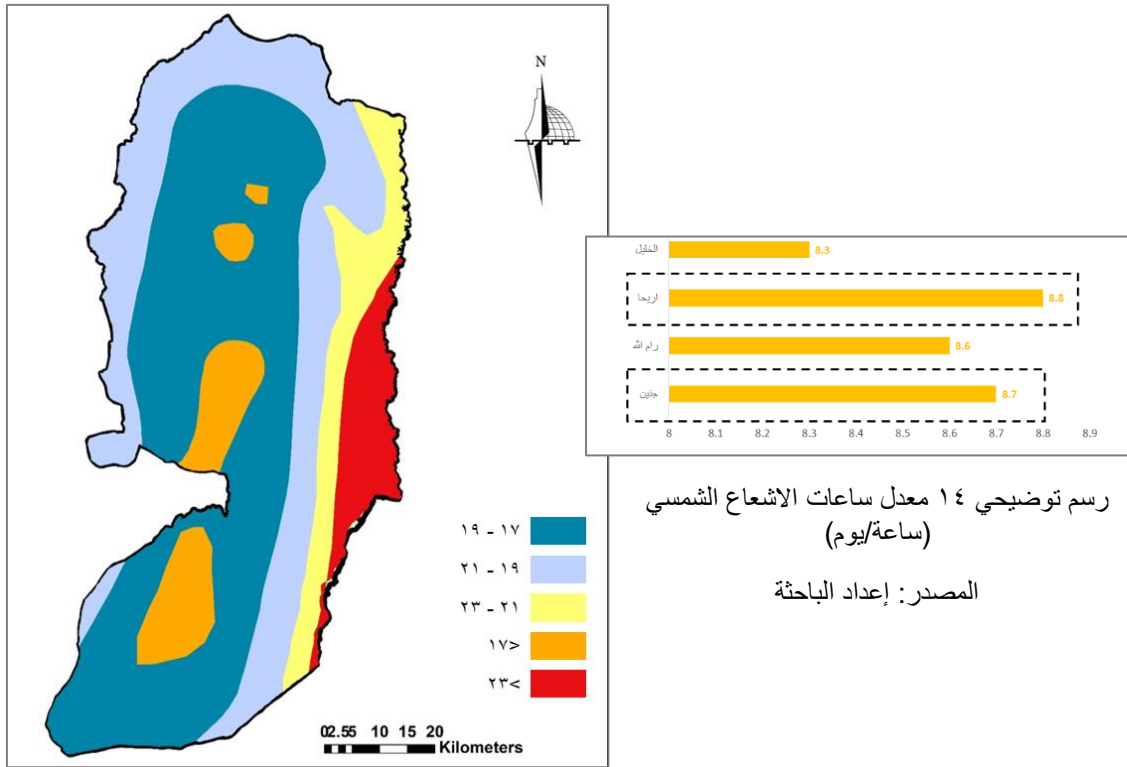 N
١٧ - ١٩
١٩ - ٢١
٢١ - ٢٣
١٧>
٢٣<
02.55 10 15 20
Kilometers
الخليل 8.3
اريحا 8.8
رام الله 8.6
جنين 8.7
8 8.1 8.2 8.3 8.4 8.5 8.6 8.7 8.8 8.9
رسم توضيحي ١٤ معدل ساعات الاشعاع الشمسي
(ساعة/يوم)
المصدر: إعداد الباحثة